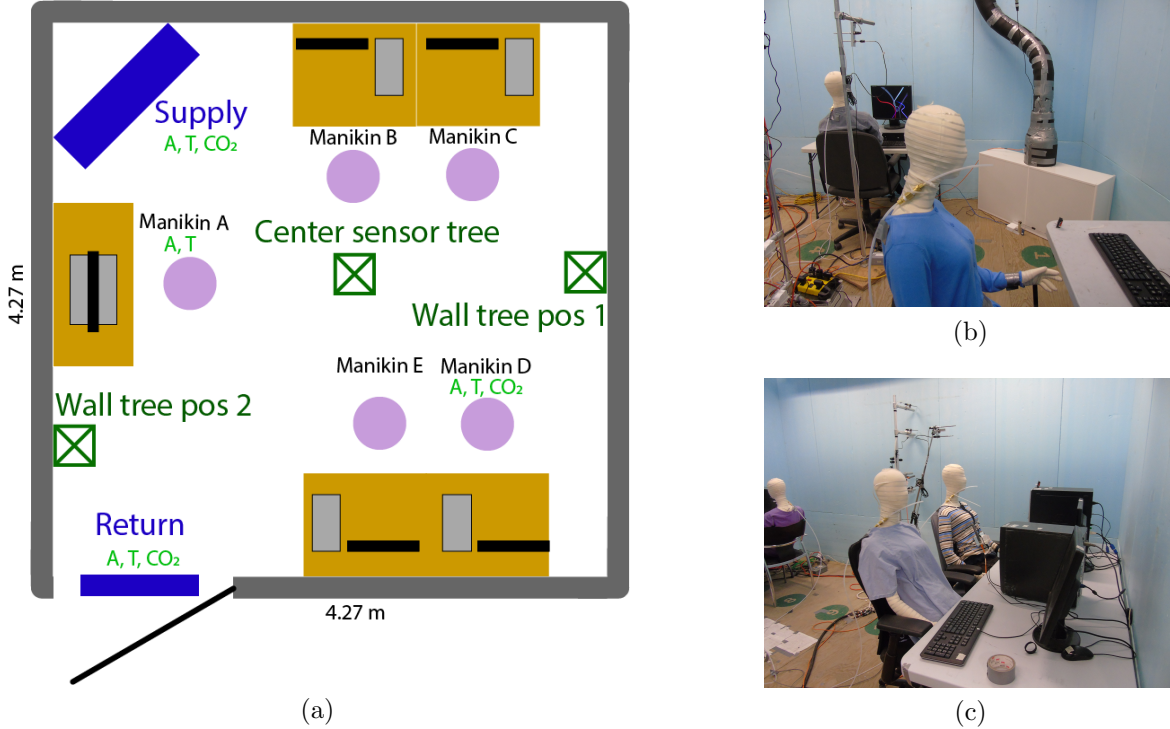 Supply
A, T, CO₂
Manikin B
Manikin C
Manikin A
A, T
Center sensor tree
Wall tree pos 1
4.27 m
Manikin E
Manikin D
A, T, CO₂
Wall tree pos 2
Return
A, T, CO₂
4.27 m
(a)
(b)
(c)